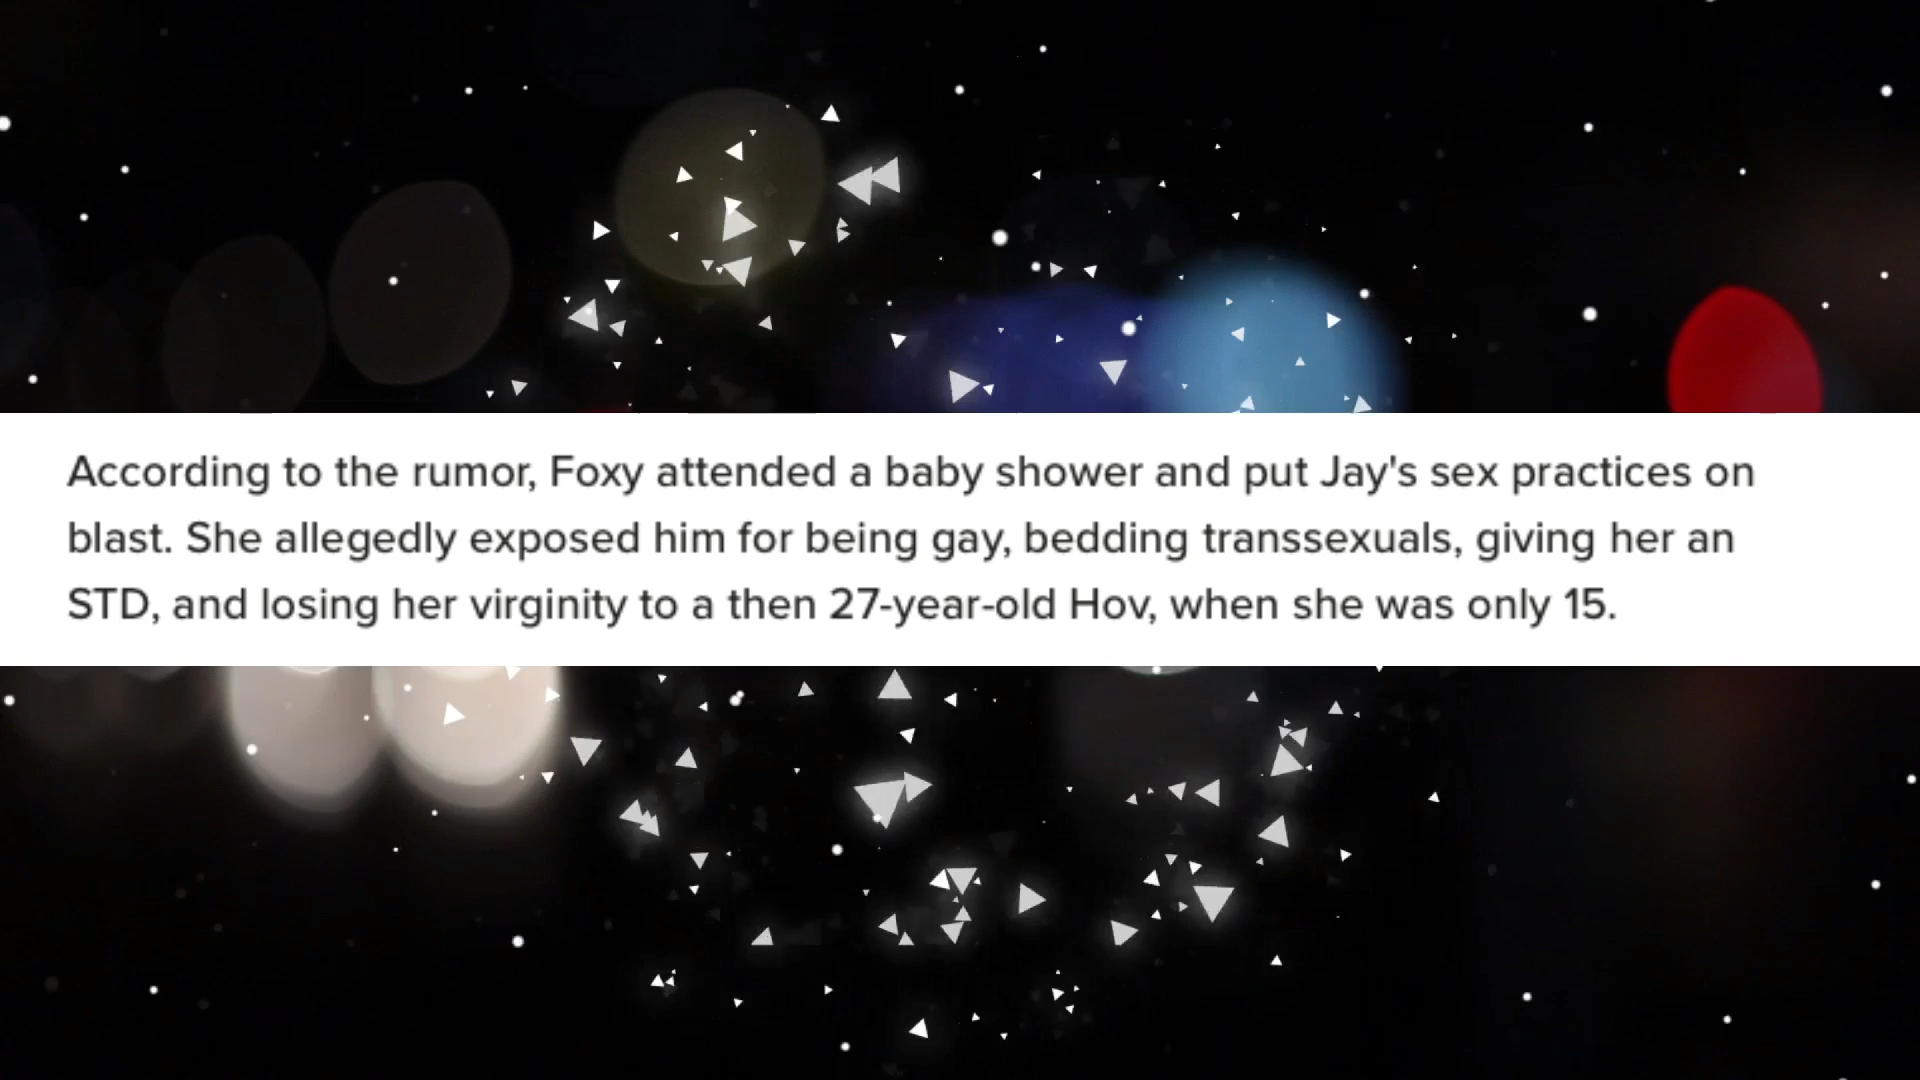 According to the rumor, Foxy attended a baby shower and put Jay's sex practices on
blast. She allegedly exposed him for being gay, bedding transsexuals, giving her an
STD, and losing her virginity to a then 27-year-old Hov, when she was only 15.